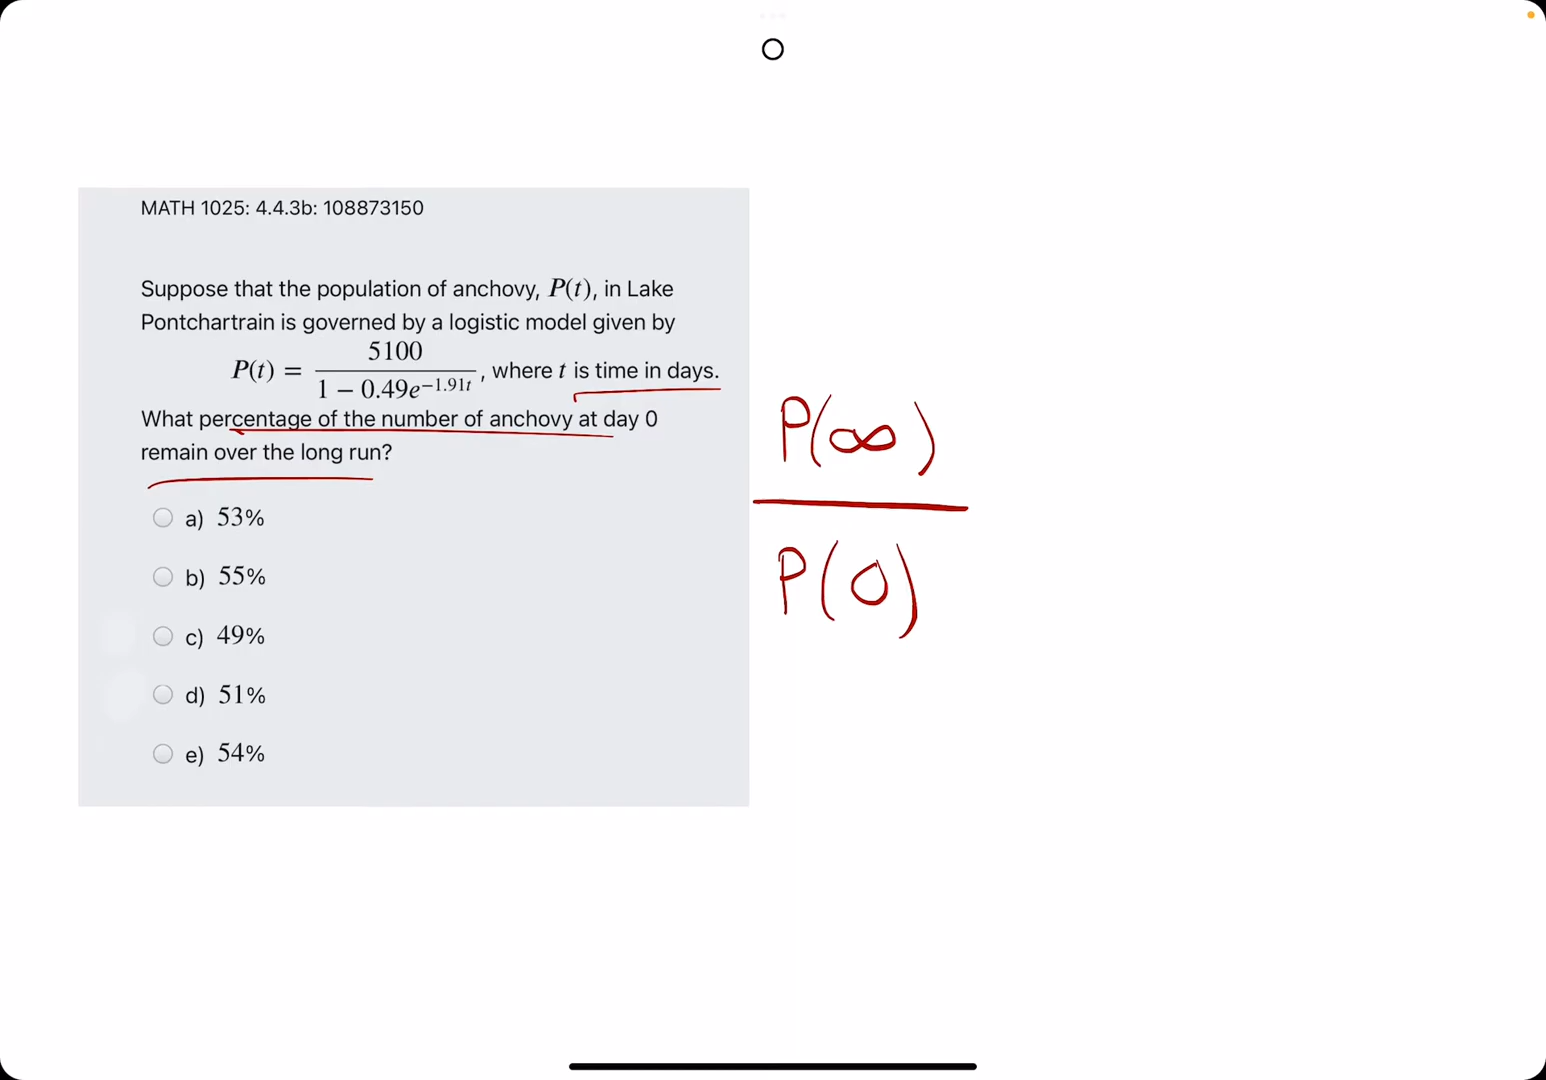 MATH 1025: 4.4.3b: 108873150
Suppose that the population of anchovy, P(t), in Lake
Pontchartrain is governed by a logistic model given by
P(t) = 5100 / (1 − 0.49e^{−1.91t}), where t is time in days.
What percentage of the number of anchovy at day 0
remain over the long run?
a) 53%
b) 55%
c) 49%
d) 51%
e) 54%
P(∞)
P(0)